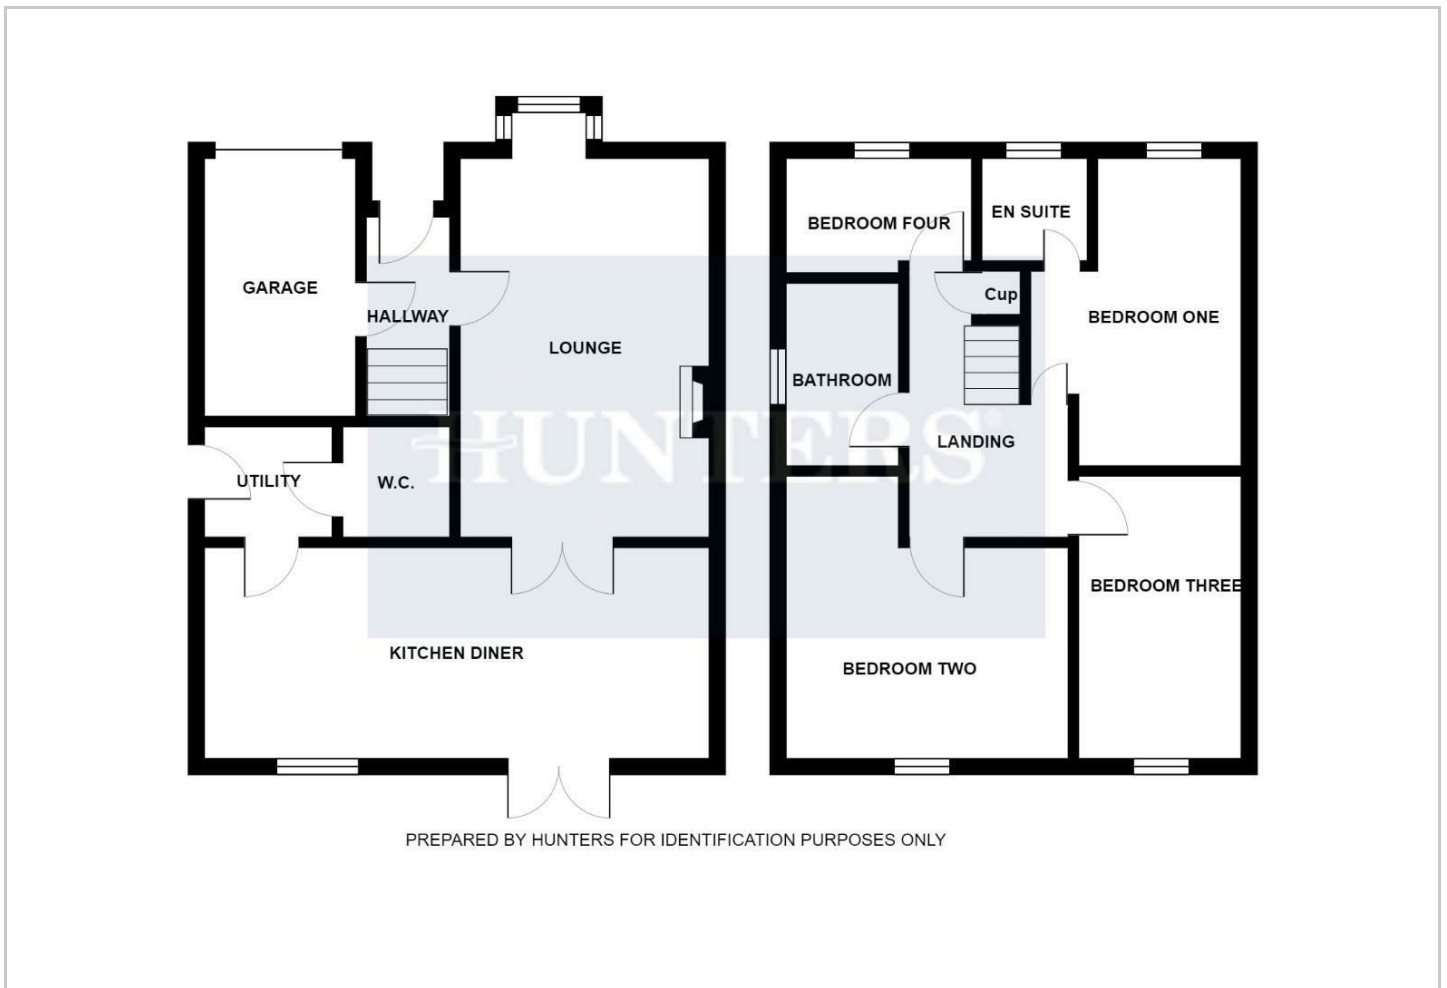 GARAGE
HALLWAY
LOUNGE
UTILITY
W.C.
KITCHEN DINER
BEDROOM FOUR
EN SUITE
Cup
BEDROOM ONE
BATHROOM
LANDING
BEDROOM THREE
BEDROOM TWO
HUNTERS®
PREPARED BY HUNTERS FOR IDENTIFICATION PURPOSES ONLY